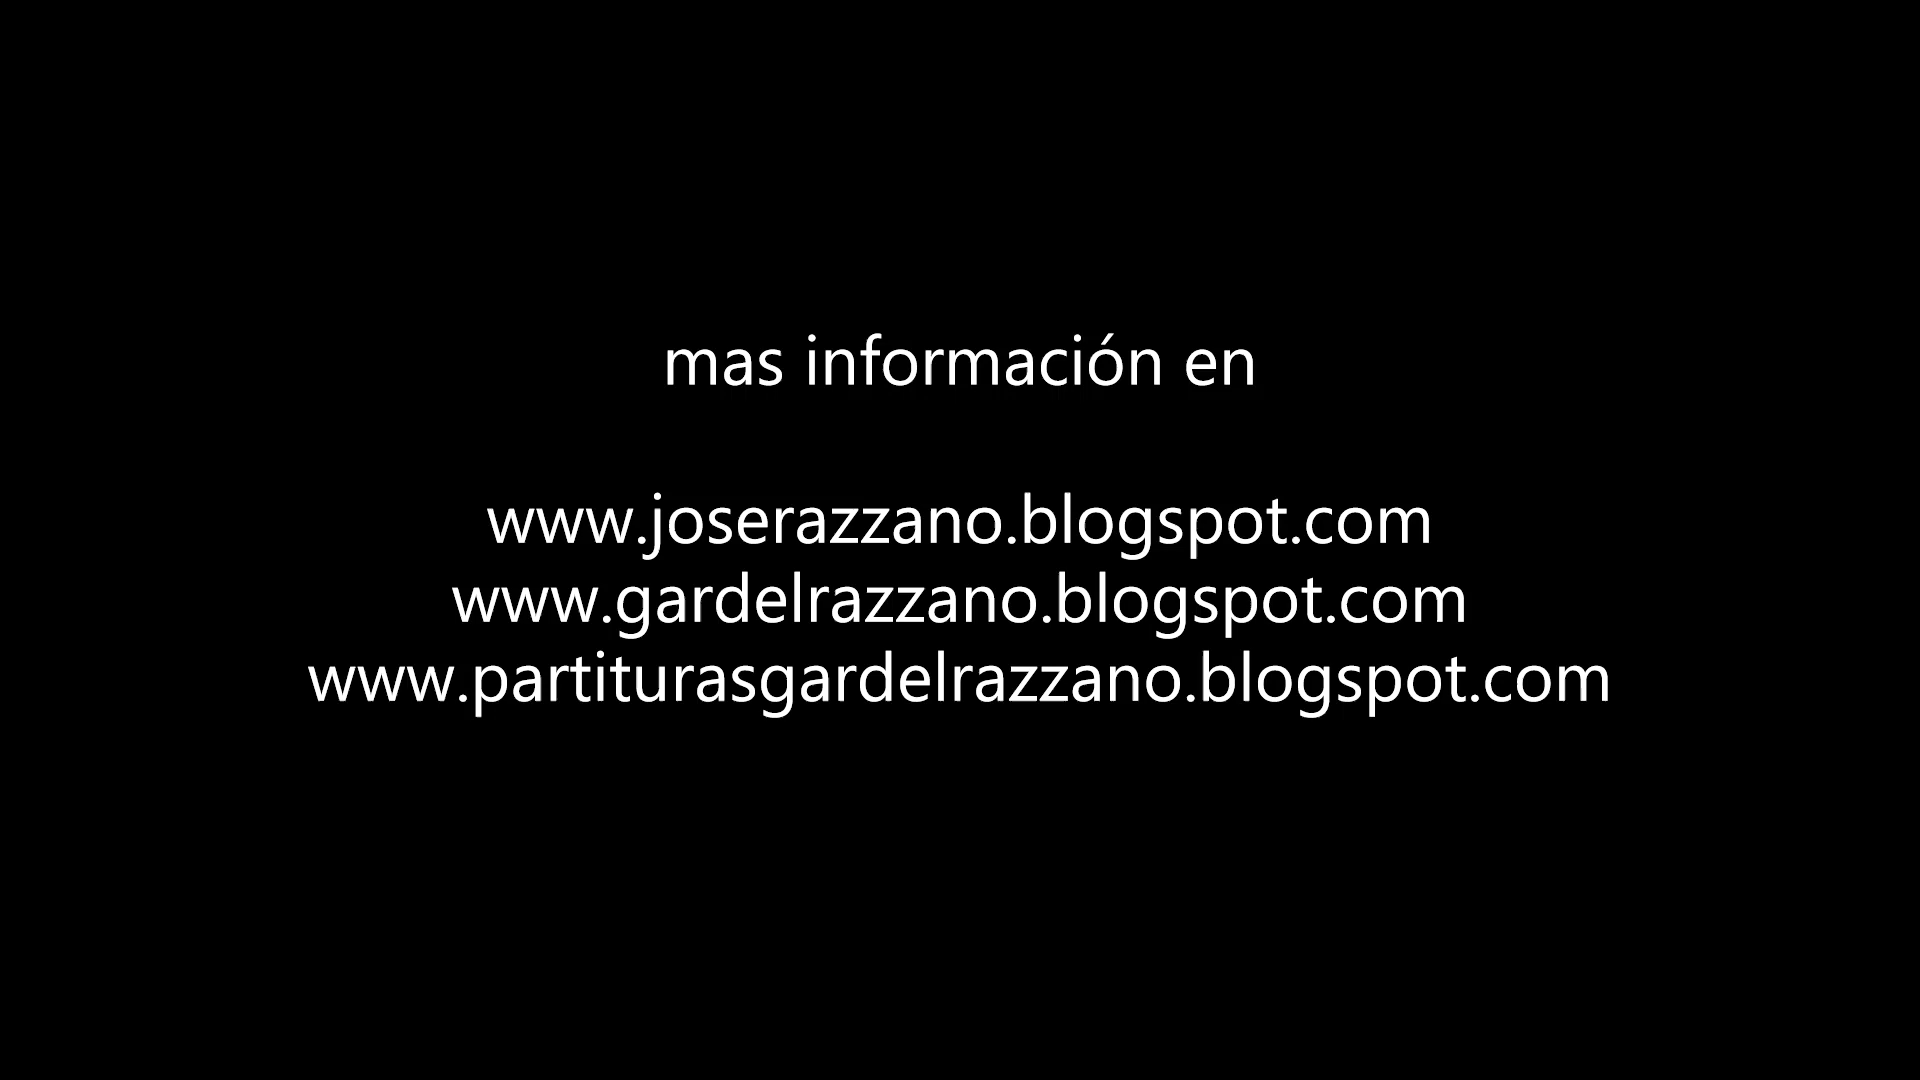 mas información en
www.joserazzano.blogspot.com
www.gardelrazzano.blogspot.com
www.partiturasgardelrazzano.blogspot.com